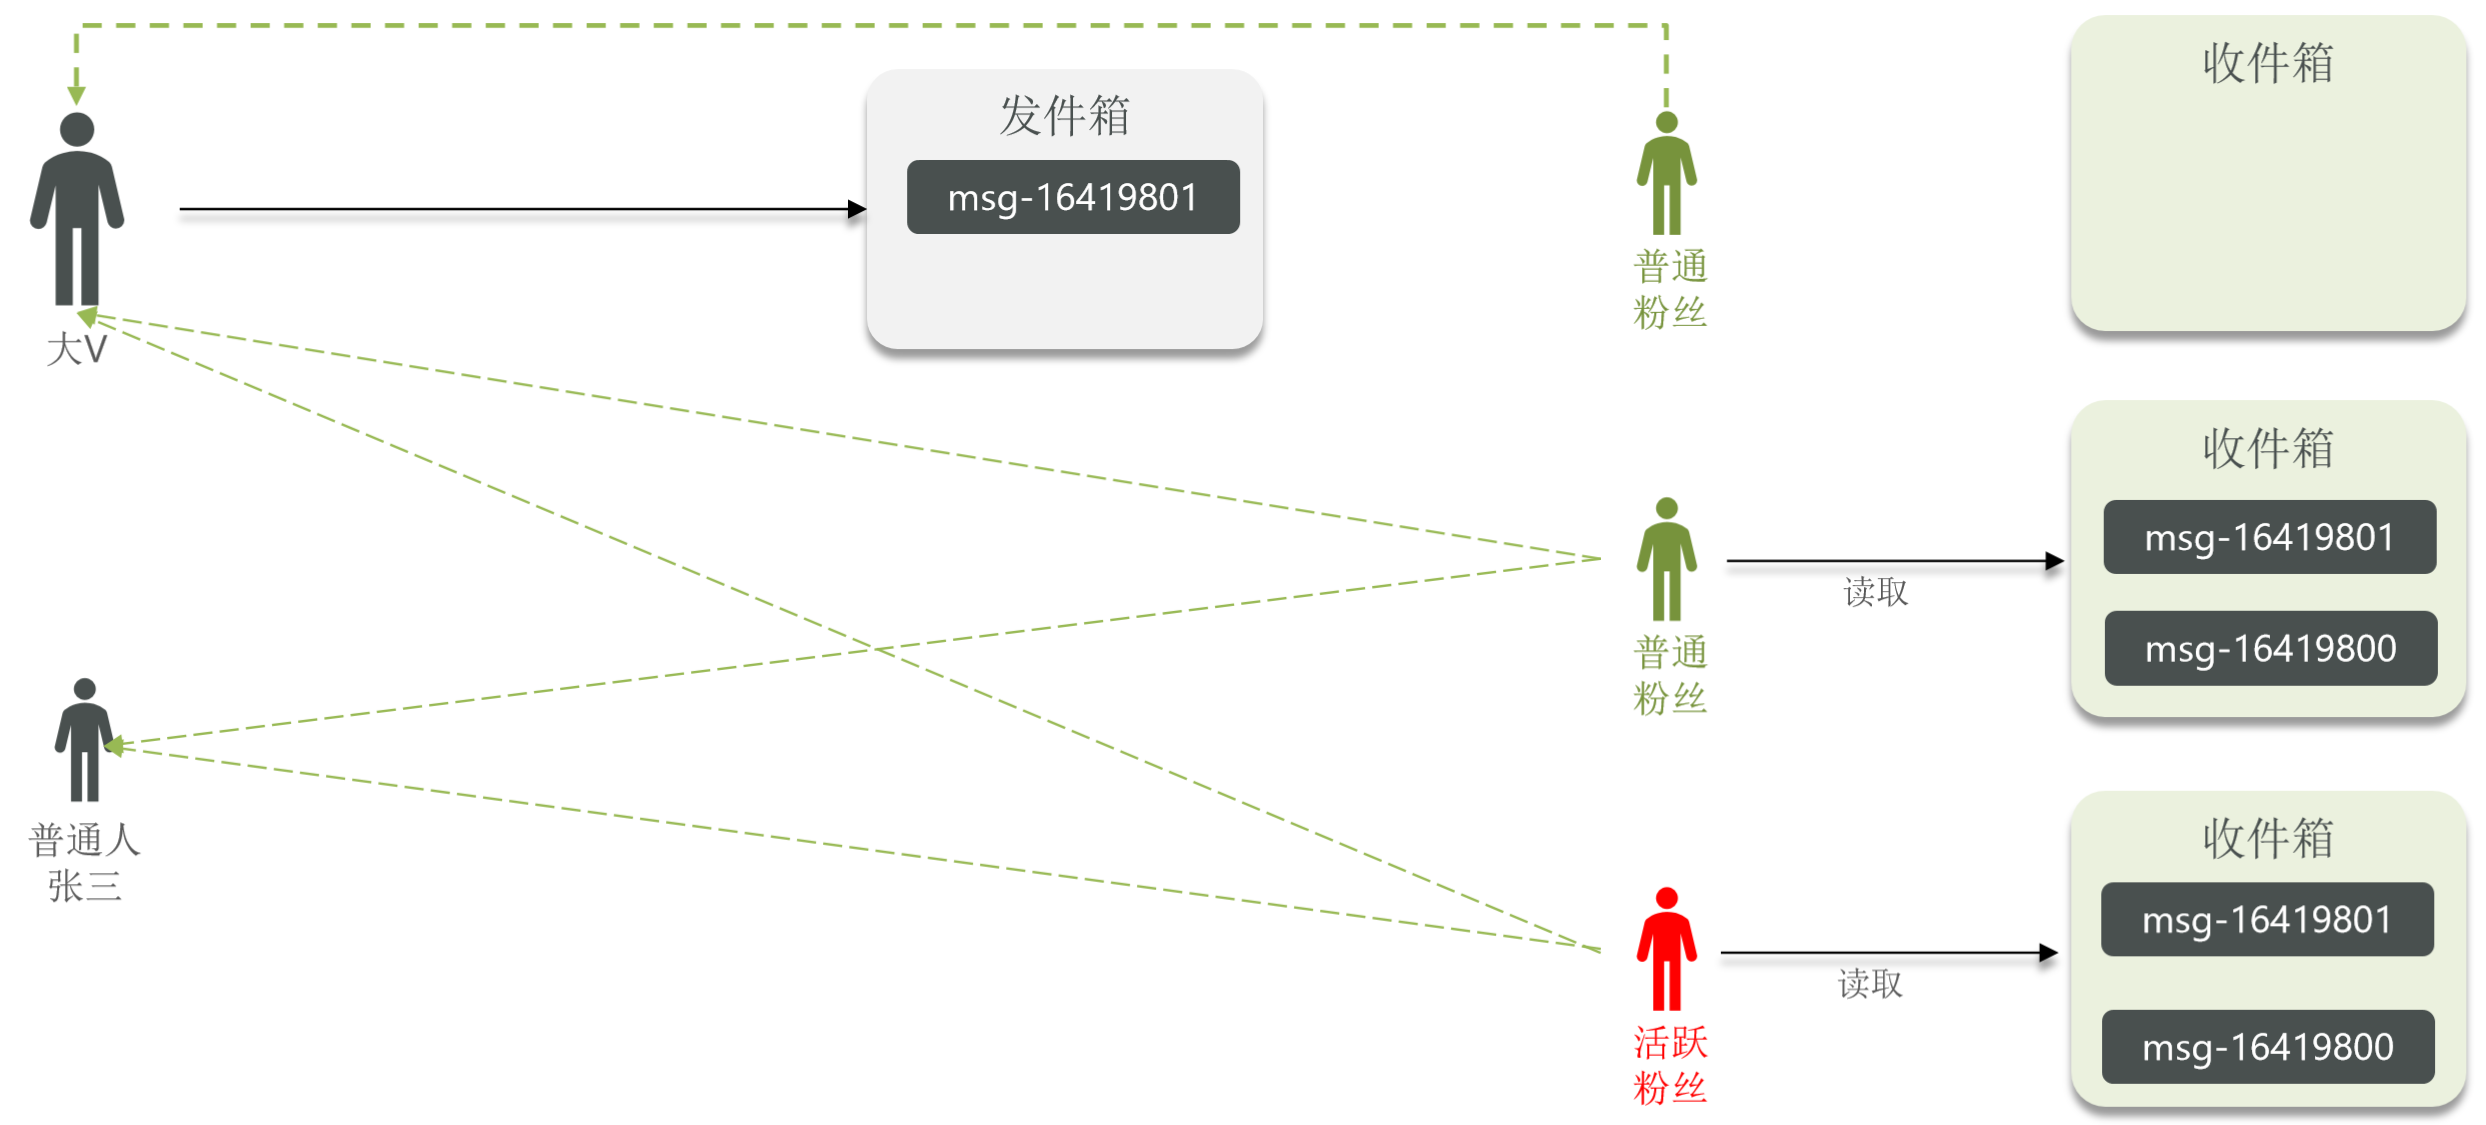 收件箱
发件箱
msg-16419801
普通
粉丝
大V
收件箱
msg-16419801
读取
msg-16419800
普通
粉丝
普通人
张三
收件箱
msg-16419801
读取
msg-16419800
活跃
粉丝